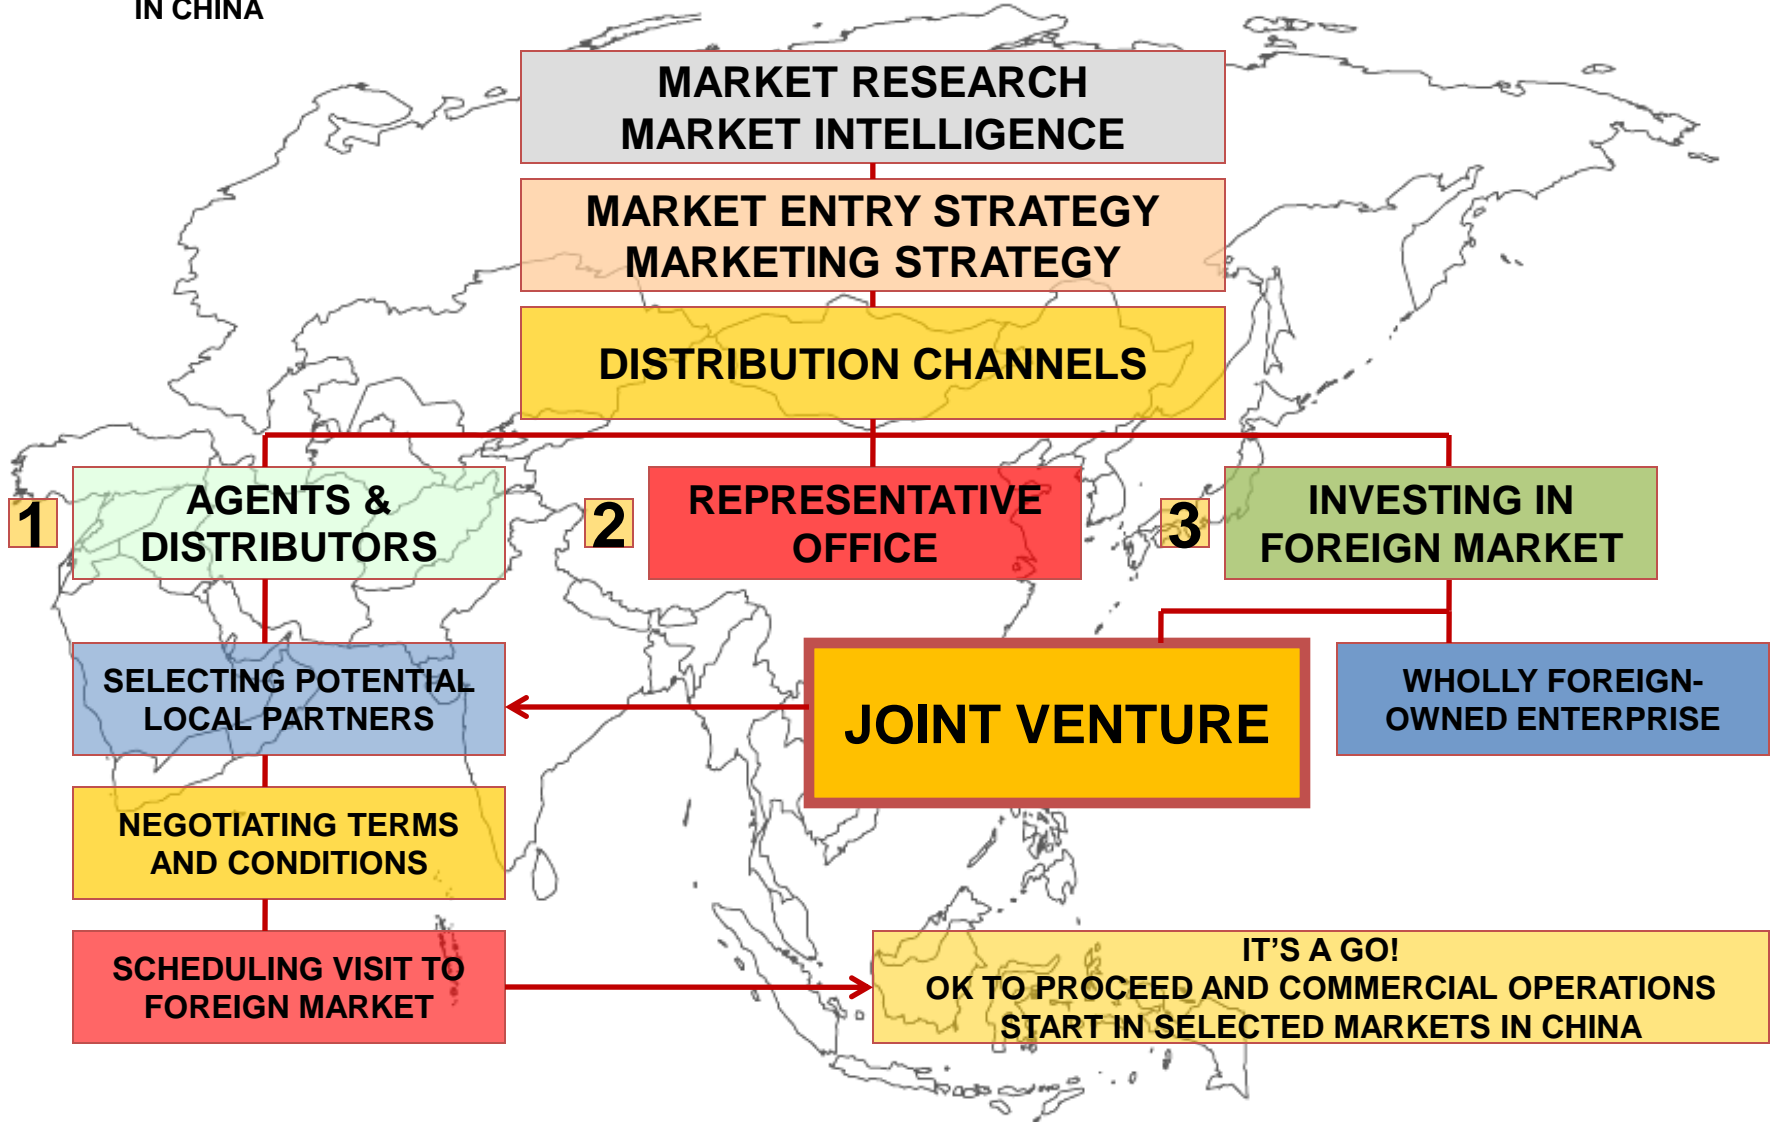 IN CHINA
MARKET RESEARCH
MARKET INTELLIGENCE
MARKET ENTRY STRATEGY
MARKETING STRATEGY
DISTRIBUTION CHANNELS
1
AGENTS &
DISTRIBUTORS
2
REPRESENTATIVE
OFFICE
3
INVESTING IN
FOREIGN MARKET
SELECTING POTENTIAL
LOCAL PARTNERS
JOINT VENTURE
WHOLLY FOREIGN-
OWNED ENTERPRISE
NEGOTIATING TERMS
AND CONDITIONS
SCHEDULING VISIT TO
FOREIGN MARKET
IT’S A GO!
OK TO PROCEED AND COMMERCIAL OPERATIONS
START IN SELECTED MARKETS IN CHINA